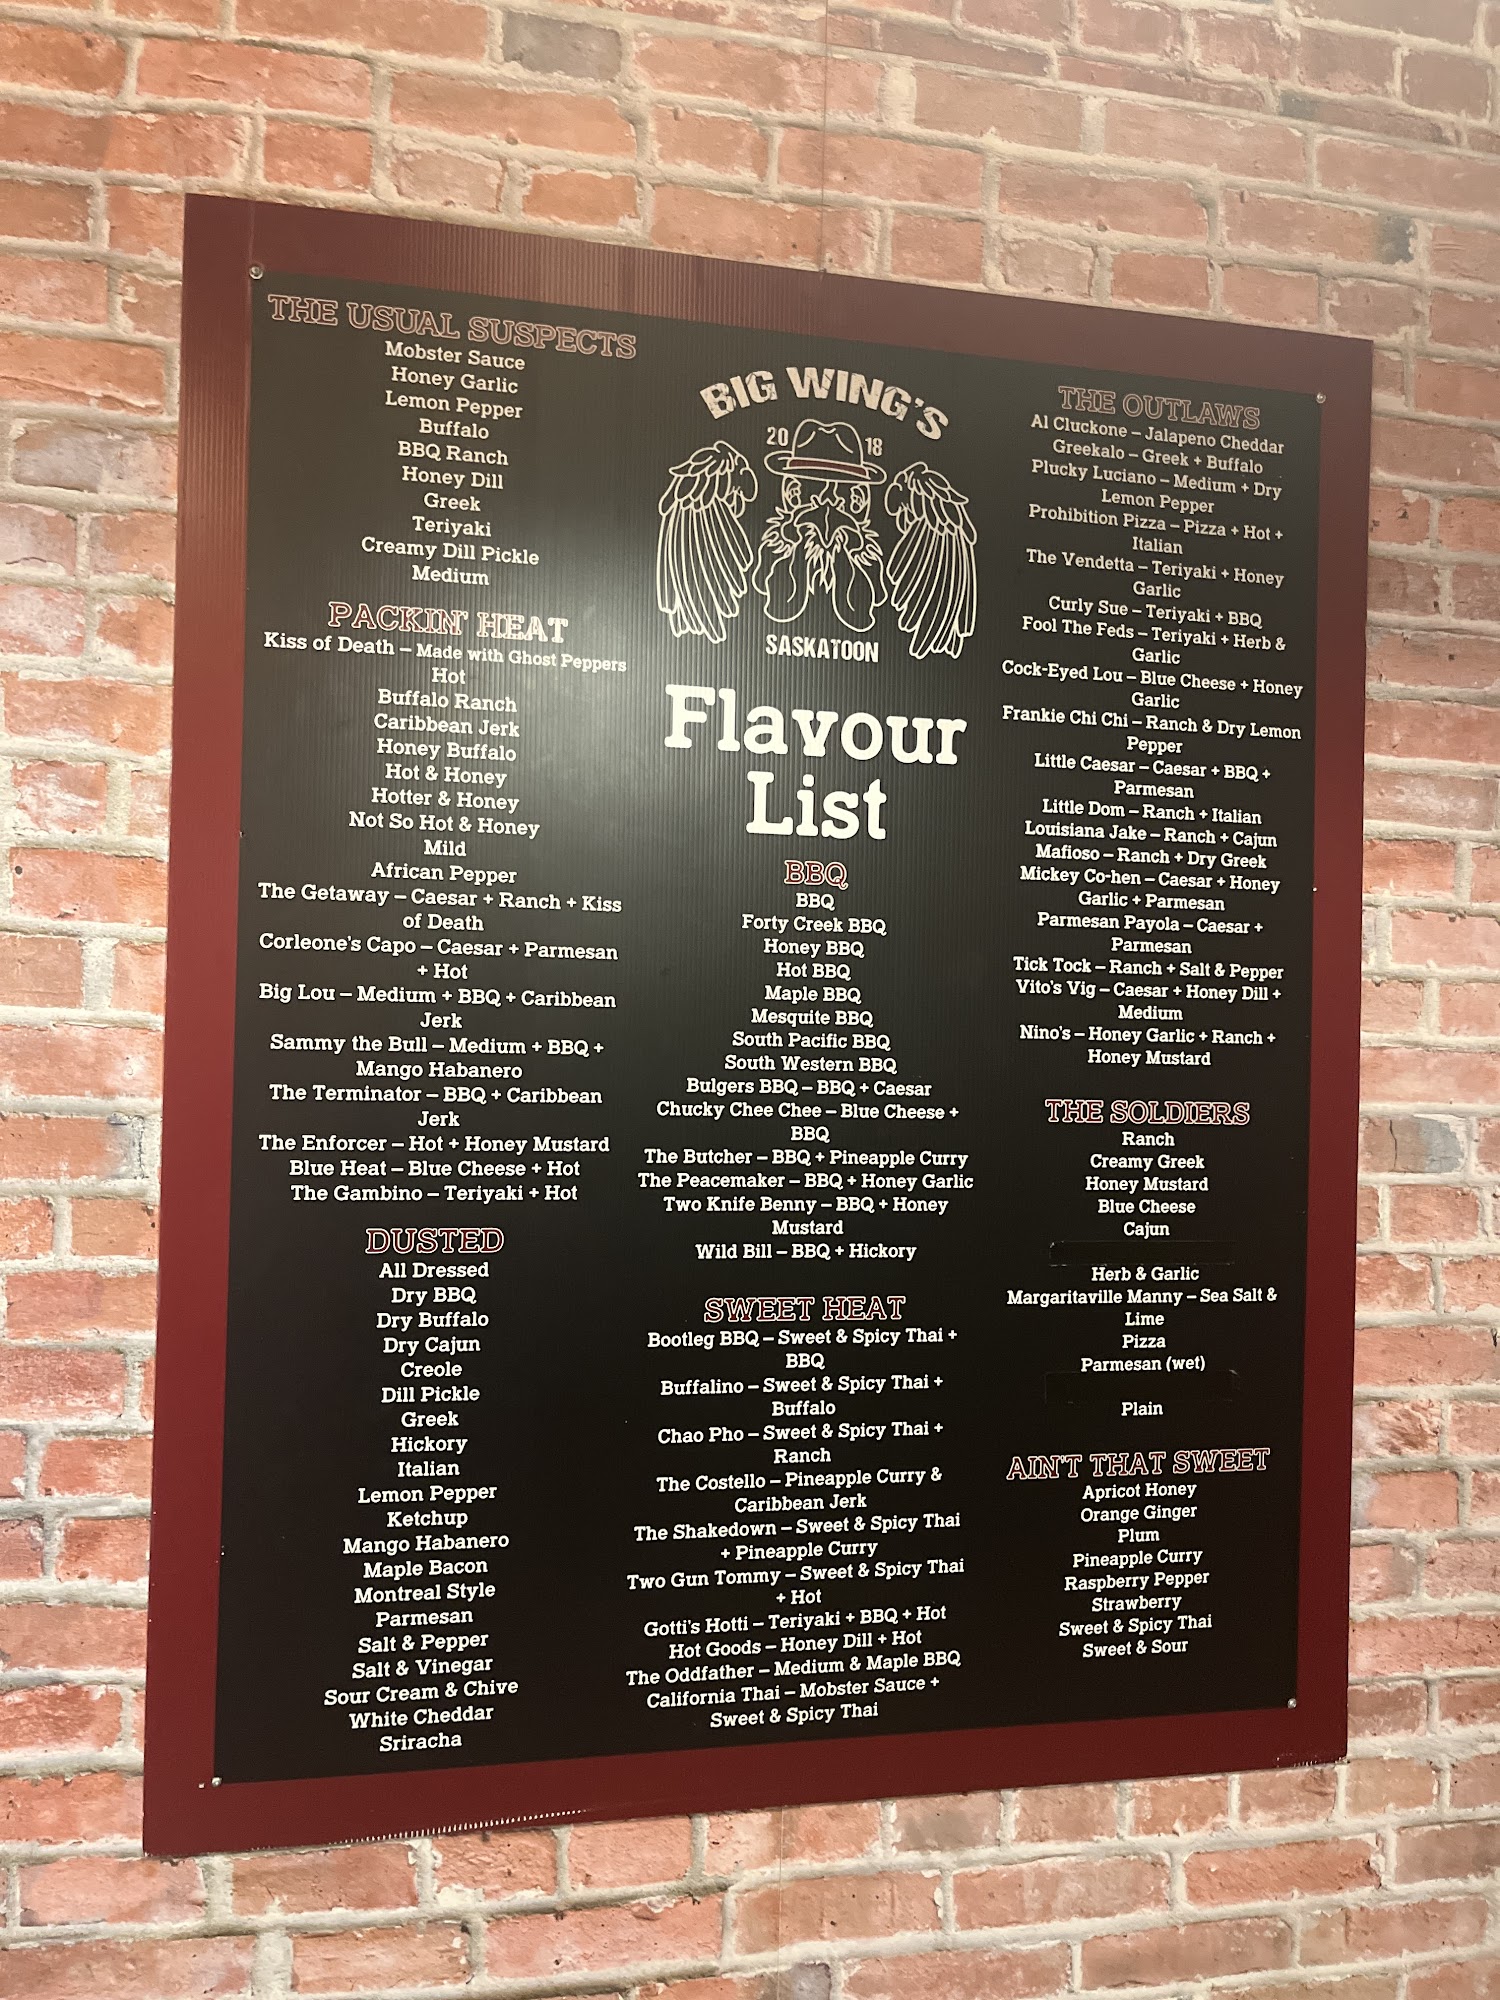 THE USUAL SUSPECTS
Mobster Sauce
Honey Garlic
Lemon Pepper
Buffalo
BBQ Ranch
Honey Dill
Greek
Teriyaki
Creamy Dill Pickle
Medium
PACKIN' HEAT
Kiss of Death – Made with Ghost Peppers
Hot
Buffalo Ranch
Caribbean Jerk
Honey Buffalo
Hot & Honey
Hotter & Honey
Not So Hot & Honey
Mild
African Pepper
The Getaway – Caesar + Ranch + Kiss
of Death
Corleone's Capo – Caesar + Parmesan
+ Hot
Big Lou – Medium + BBQ + Caribbean
Jerk
Sammy the Bull – Medium + BBQ +
Mango Habanero
The Terminator – BBQ + Caribbean
Jerk
The Enforcer – Hot + Honey Mustard
Blue Heat – Blue Cheese + Hot
The Gambino – Teriyaki + Hot
DUSTED
All Dressed
Dry BBQ
Dry Buffalo
Dry Cajun
Creole
Dill Pickle
Greek
Hickory
Italian
Lemon Pepper
Ketchup
Mango Habanero
Maple Bacon
Montreal Style
Parmesan
Salt & Pepper
Salt & Vinegar
Sour Cream & Chive
White Cheddar
Sriracha
BIG WING'S
20 18
SASKATOON
Flavour
List
BBQ
BBQ
Forty Creek BBQ
Honey BBQ
Hot BBQ
Maple BBQ
Mesquite BBQ
South Pacific BBQ
South Western BBQ
Bulgers BBQ – BBQ + Caesar
Chucky Chee Chee – Blue Cheese +
BBQ
The Butcher – BBQ + Pineapple Curry
The Peacemaker – BBQ + Honey Garlic
Two Knife Benny – BBQ + Honey
Mustard
Wild Bill – BBQ + Hickory
SWEET HEAT
Bootleg BBQ – Sweet & Spicy Thai +
BBQ
Buffalino – Sweet & Spicy Thai +
Buffalo
Chao Pho – Sweet & Spicy Thai +
Ranch
The Costello – Pineapple Curry &
Caribbean Jerk
The Shakedown – Sweet & Spicy Thai
+ Pineapple Curry
Two Gun Tommy – Sweet & Spicy Thai
+ Hot
Gotti's Hotti – Teriyaki + BBQ + Hot
Hot Goods – Honey Dill + Hot
The Oddfather – Medium & Maple BBQ
California Thai – Mobster Sauce +
Sweet & Spicy Thai
THE OUTLAWS
Al Cluckone – Jalapeno Cheddar
Greekalo – Greek + Buffalo
Plucky Luciano – Medium + Dry
Lemon Pepper
Prohibition Pizza – Pizza + Hot +
Italian
The Vendetta – Teriyaki + Honey
Garlic
Curly Sue – Teriyaki + BBQ
Fool The Feds – Teriyaki + Herb &
Garlic
Cock-Eyed Lou – Blue Cheese + Honey
Garlic
Frankie Chi Chi – Ranch & Dry Lemon
Pepper
Little Caesar – Caesar + BBQ +
Parmesan
Little Dom – Ranch + Italian
Louisiana Jake – Ranch + Cajun
Mafioso – Ranch + Dry Greek
Mickey Co-hen – Caesar + Honey
Garlic + Parmesan
Parmesan Payola – Caesar +
Parmesan
Tick Tock – Ranch + Salt & Pepper
Vito's Vig – Caesar + Honey Dill +
Medium
Nino's – Honey Garlic + Ranch +
Honey Mustard
THE SOLDIERS
Ranch
Creamy Greek
Honey Mustard
Blue Cheese
Cajun
Herb & Garlic
Margaritaville Manny – Sea Salt &
Lime
Pizza
Parmesan (wet)
Plain
AIN'T THAT SWEET
Apricot Honey
Orange Ginger
Plum
Pineapple Curry
Raspberry Pepper
Strawberry
Sweet & Spicy Thai
Sweet & Sour